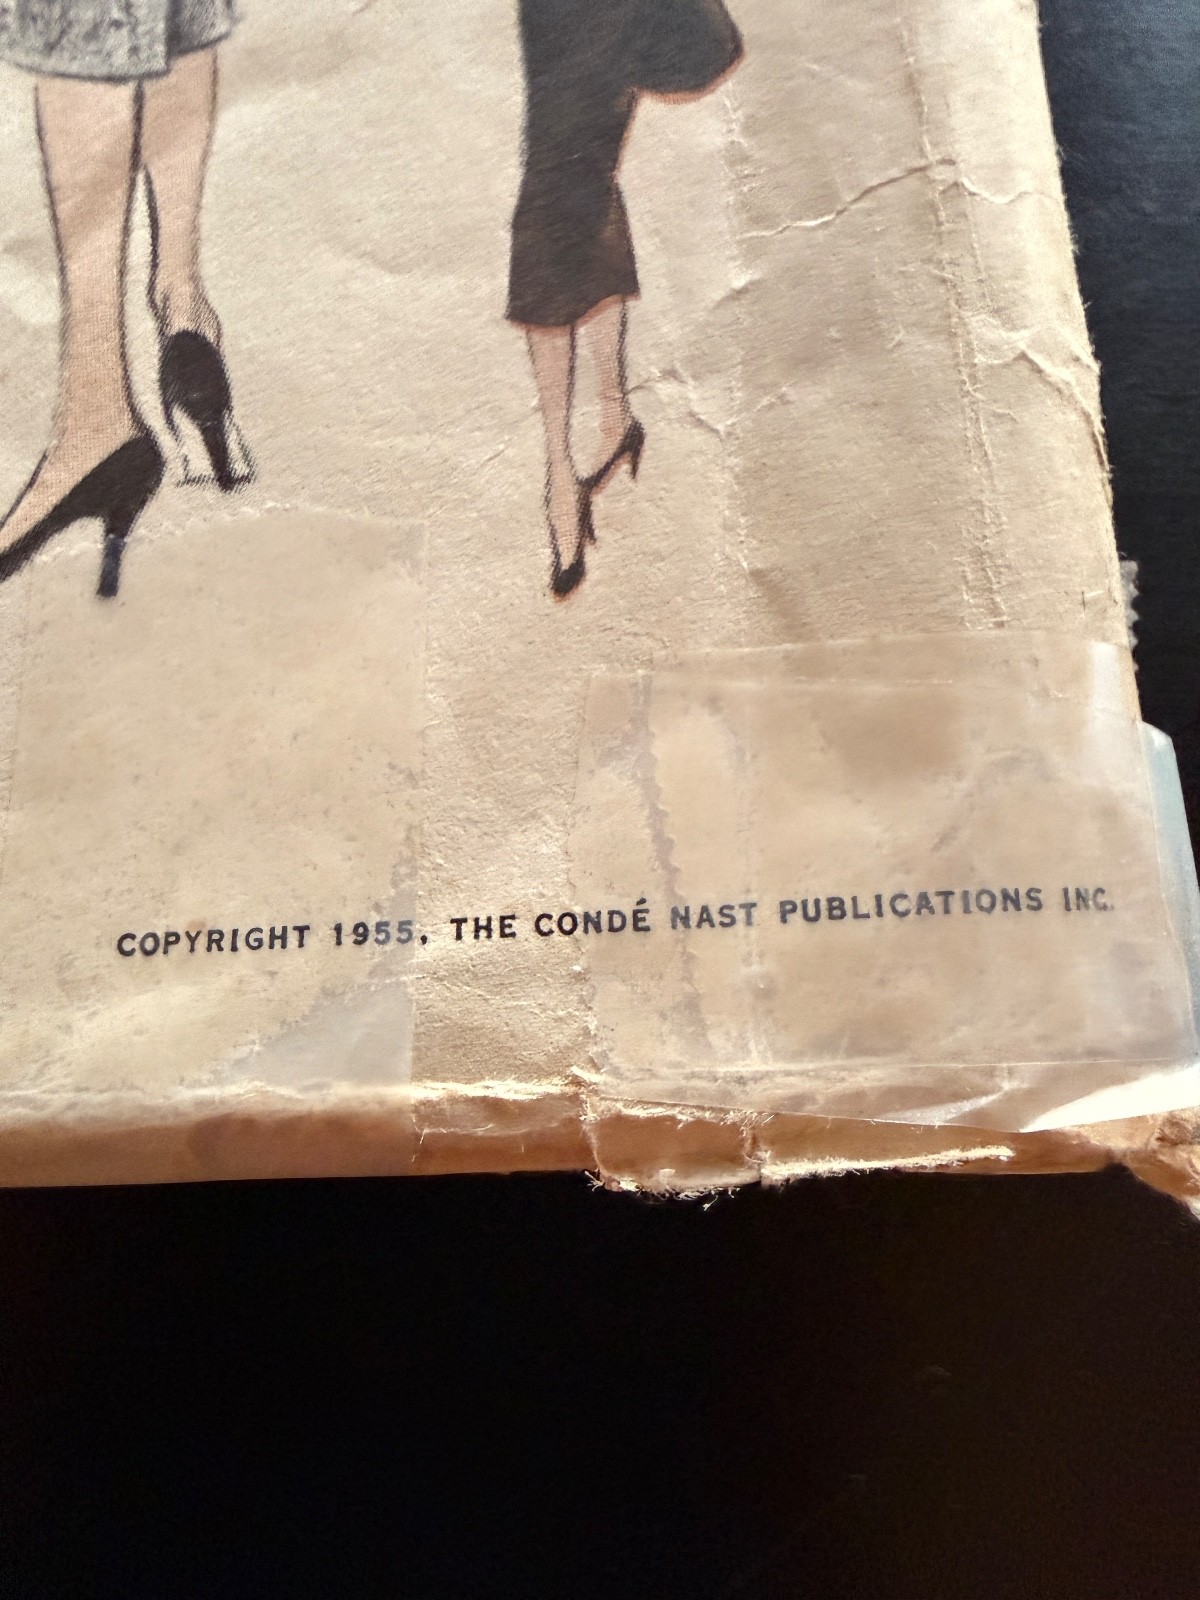 COPYRIGHT 1955, THE CONDÉ NAST PUBLICATIONS INC.